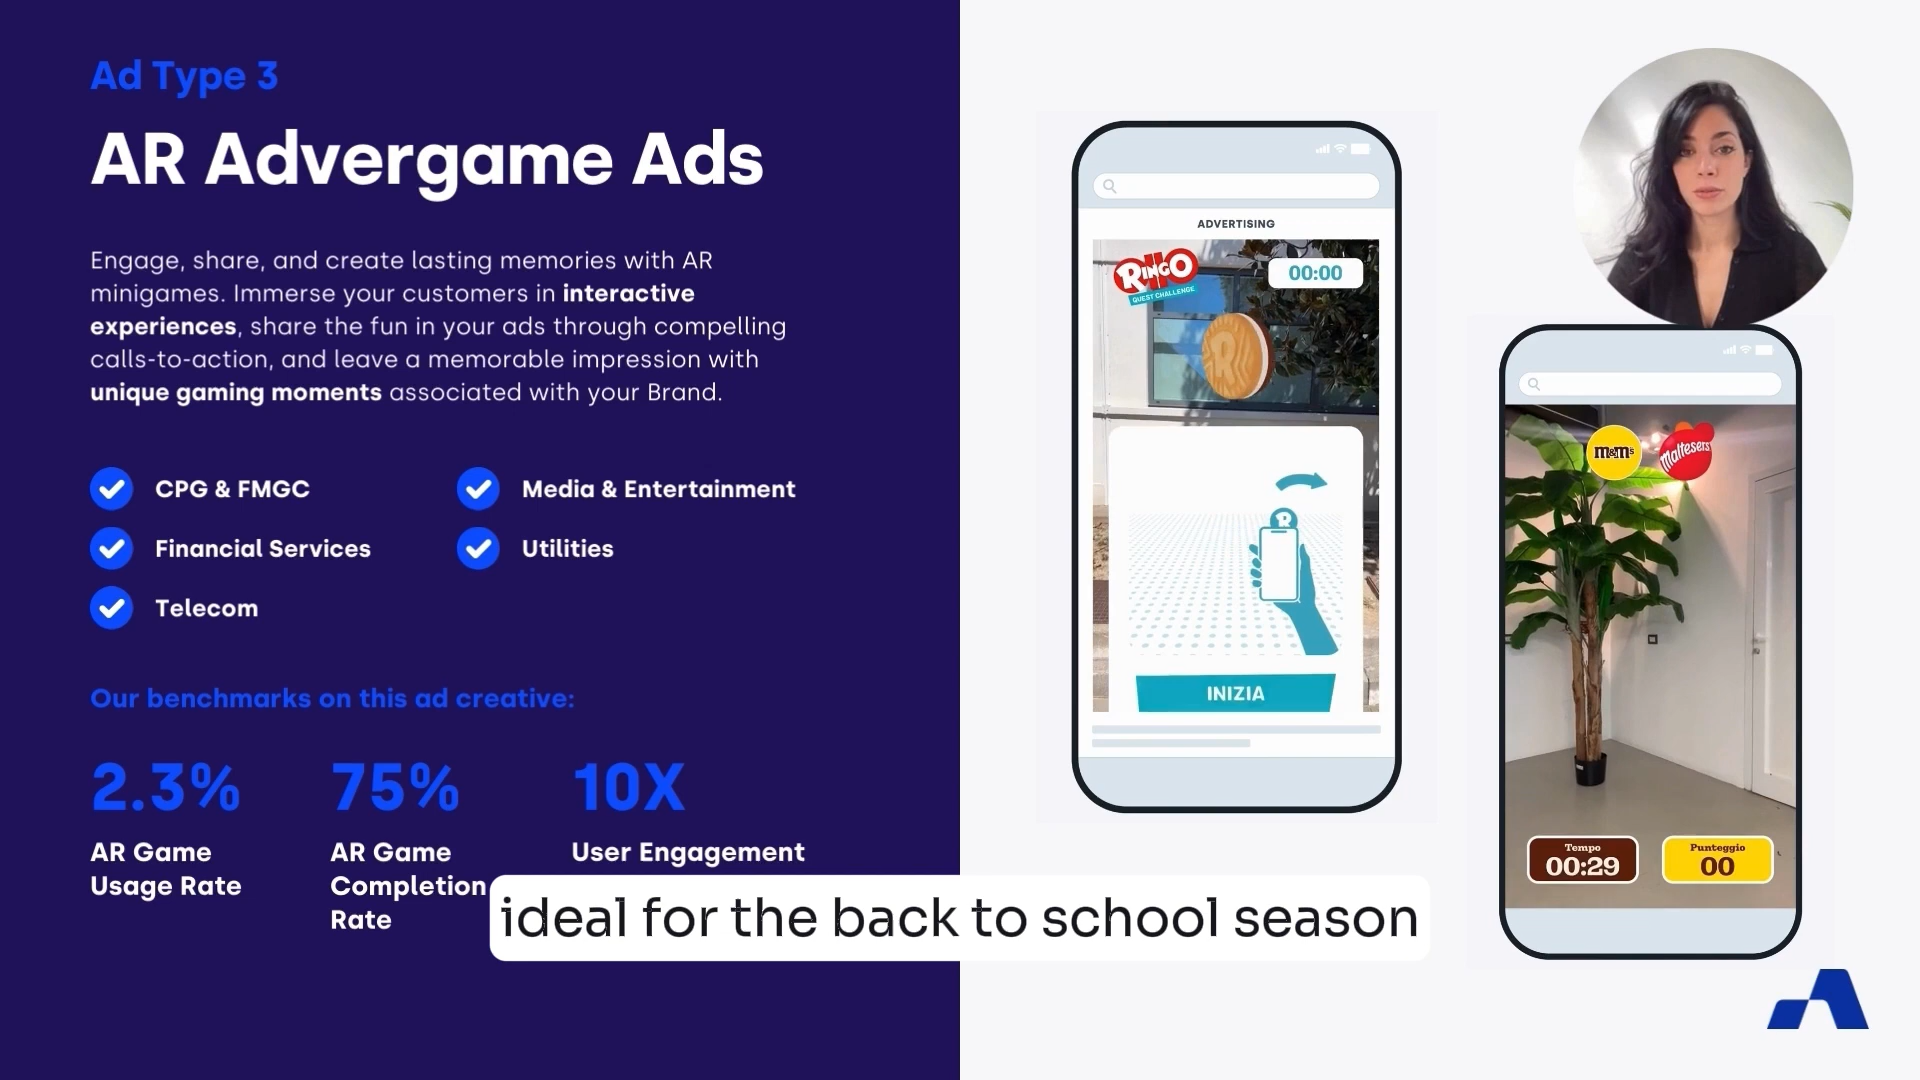 Ad Type 3
AR Advergame Ads
Engage, share, and create lasting memories with AR
minigames. Immerse your customers in interactive
experiences, share the fun in your ads through compelling
calls-to-action, and leave a memorable impression with
unique gaming moments associated with your Brand.
CPG & FMGC
Media & Entertainment
Financial Services
Utilities
Telecom
Our benchmarks on this ad creative:
2.3%
75%
10X
AR Game
Usage Rate
AR Game
Completion
Rate
User Engagement
ideal for the back to school season
ADVERTISING
RINGO
QUEST CHALLENGE
00:00
R
R
INIZIA
m&m's
Maltesers
Tempo
00:29
Punteggio
00